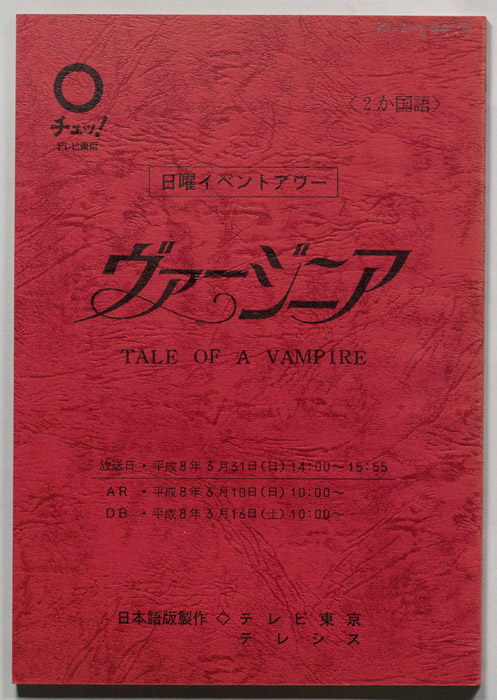 〈2か国語〉
チェッ!
テレビ東京
日曜イベントアワー
ヴァージニア
TALE OF A VAMPIRE
放送日・平成8年3月31日(日)14:00〜15:55
AR・平成8年3月10日(日)10:00〜
DB・平成8年3月16日(土)10:00〜
日本語版製作◇テレビ東京
テレシス